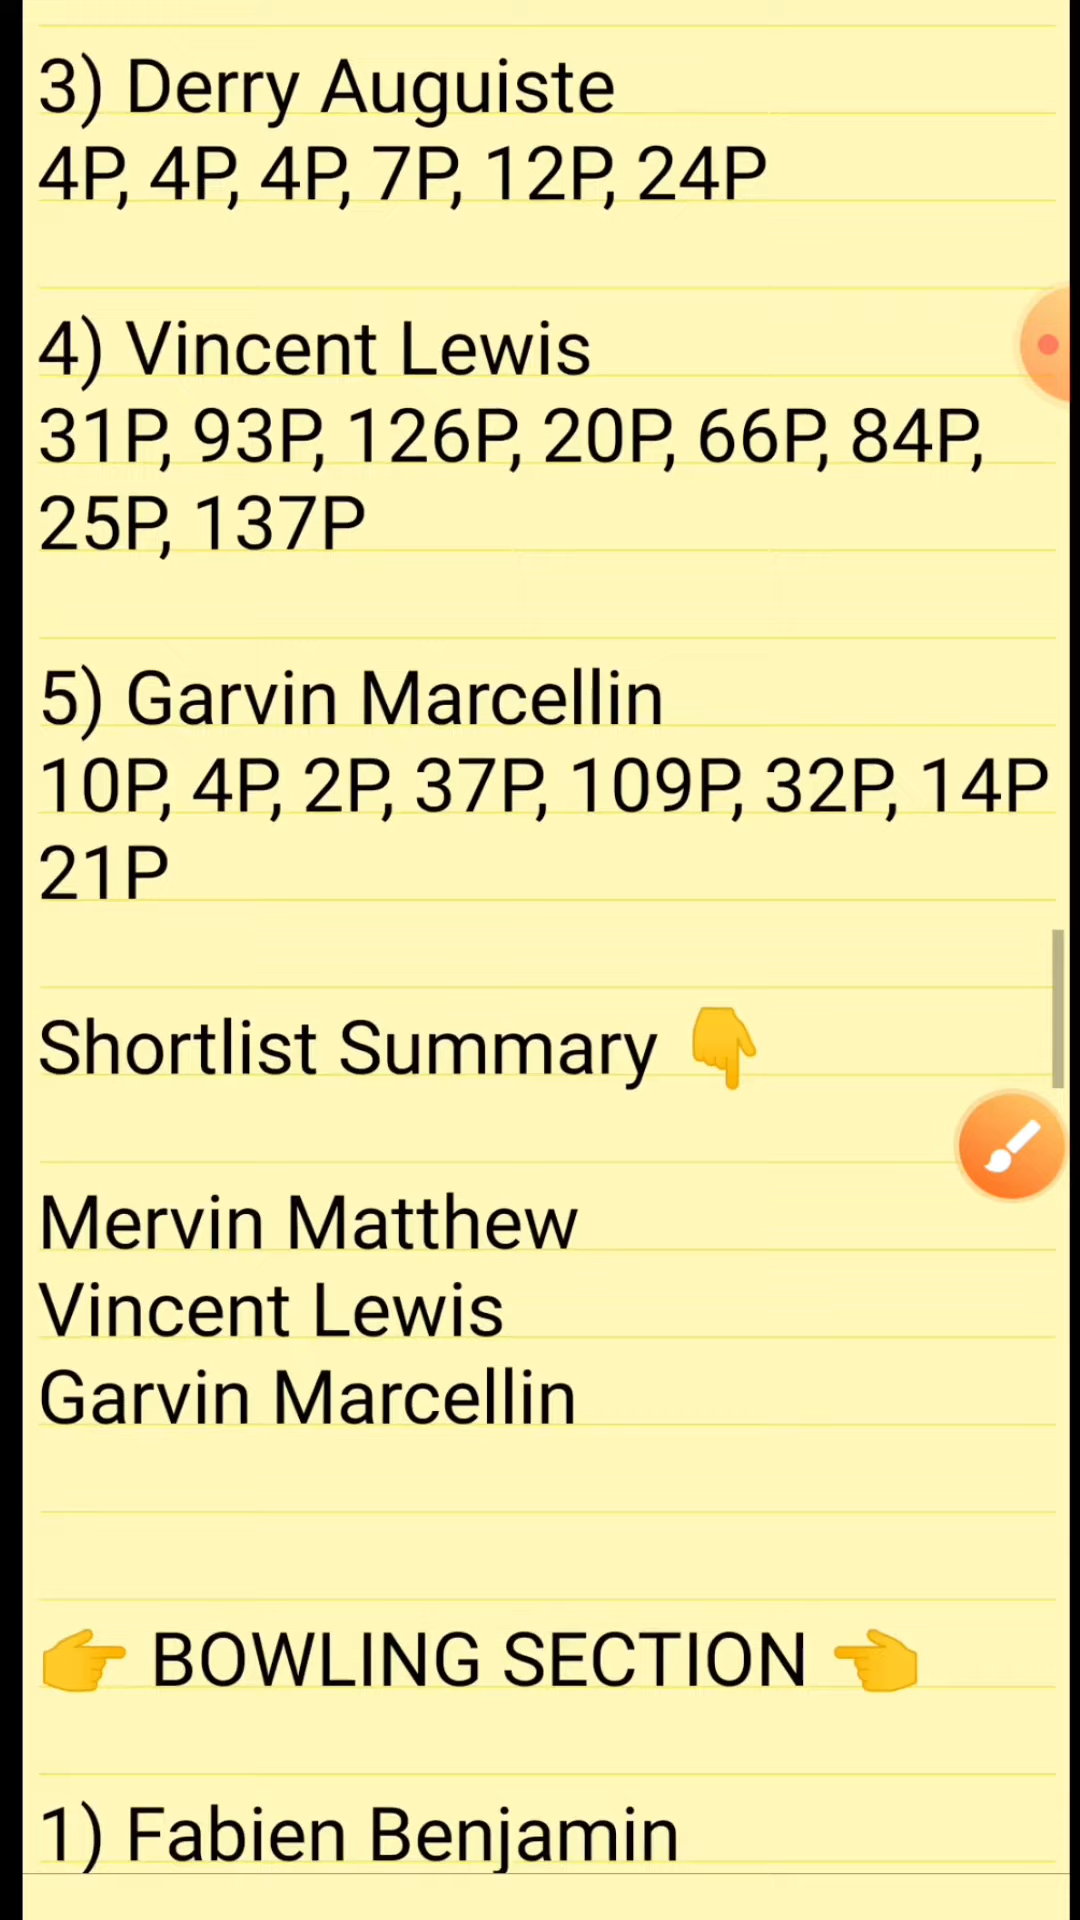 3) Derry Auguiste
4P, 4P, 4P, 7P, 12P, 24P
4) Vincent Lewis
31P, 93P, 126P, 20P, 66P, 84P,
25P, 137P
5) Garvin Marcellin
10P, 4P, 2P, 37P, 109P, 32P, 14P
21P
Shortlist Summary 👇
Mervin Matthew
Vincent Lewis
Garvin Marcellin
👉 BOWLING SECTION 👈
1) Fabien Benjamin